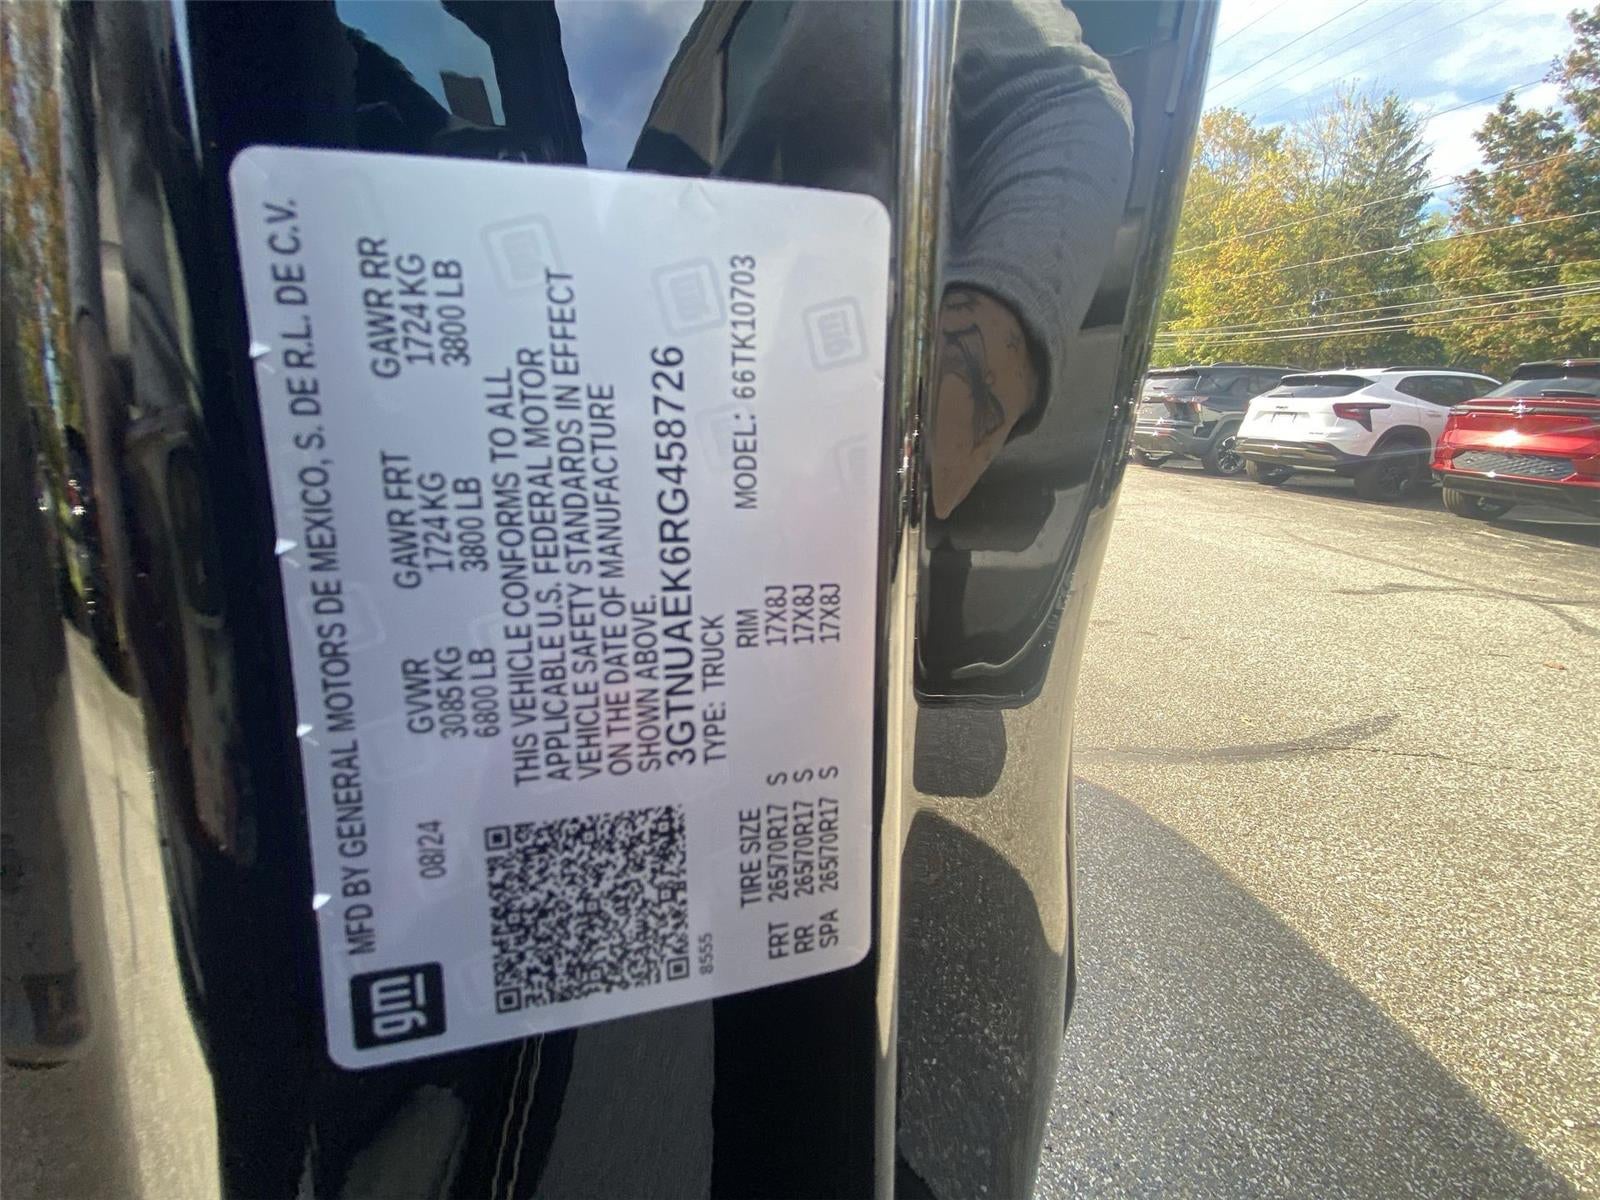 gm
MFD BY GENERAL MOTORS DE MEXICO, S. DE R.L. DE C.V.
08/24
GVWR GAWR FRT GAWR RR
3085 KG 1724 KG 1724 KG
6800 LB 3800 LB 3800 LB
THIS VEHICLE CONFORMS TO ALL
APPLICABLE U.S. FEDERAL MOTOR
VEHICLE SAFETY STANDARDS IN EFFECT
ON THE DATE OF MANUFACTURE
SHOWN ABOVE.
3GTNUAEK6RG458726
TYPE: TRUCK MODEL: 66TK10703
8555
TIRE SIZE RIM
FRT 265/70R17 S 17X8J
RR 265/70R17 S 17X8J
SPA 265/70R17 S 17X8J